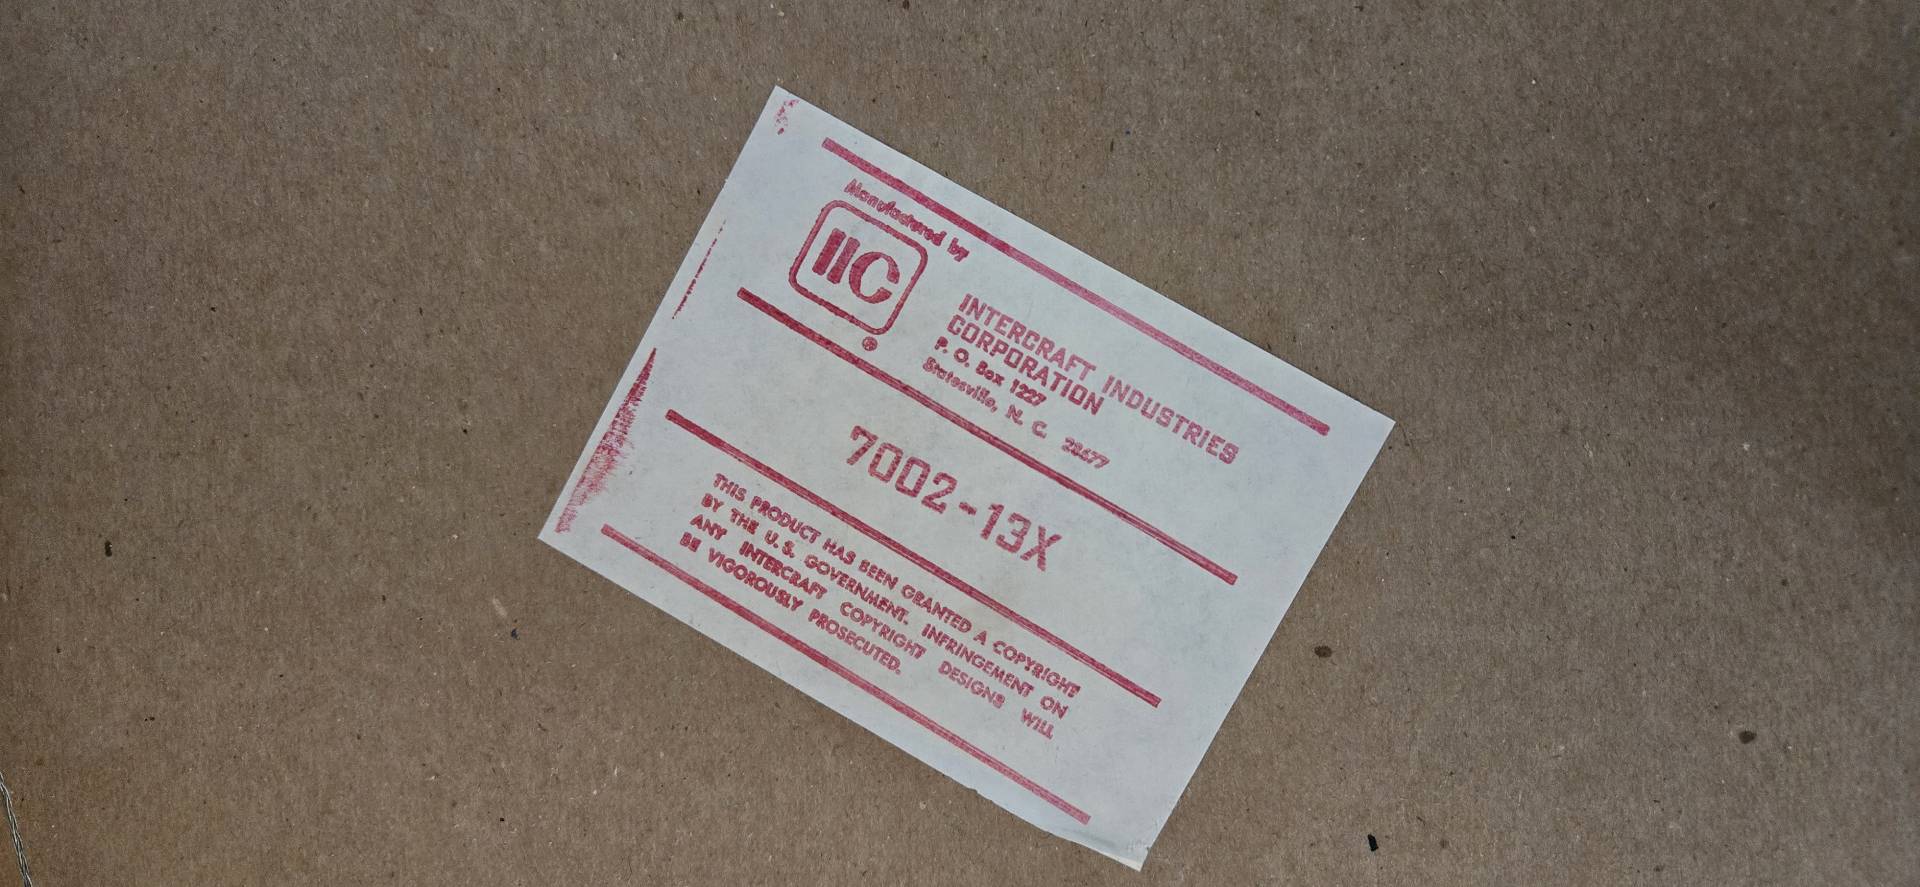 Manufactured by
IIC
®
INTERCRAFT INDUSTRIES
CORPORATION
P. O. Box 1227
Statesville, N. C. 28677
7002-13X
THIS PRODUCT HAS BEEN GRANTED A COPYRIGHT
BY THE U. S. GOVERNMENT. INFRINGEMENT ON
ANY INTERCRAFT COPYRIGHT DESIGNS WILL
BE VIGOROUSLY PROSECUTED.